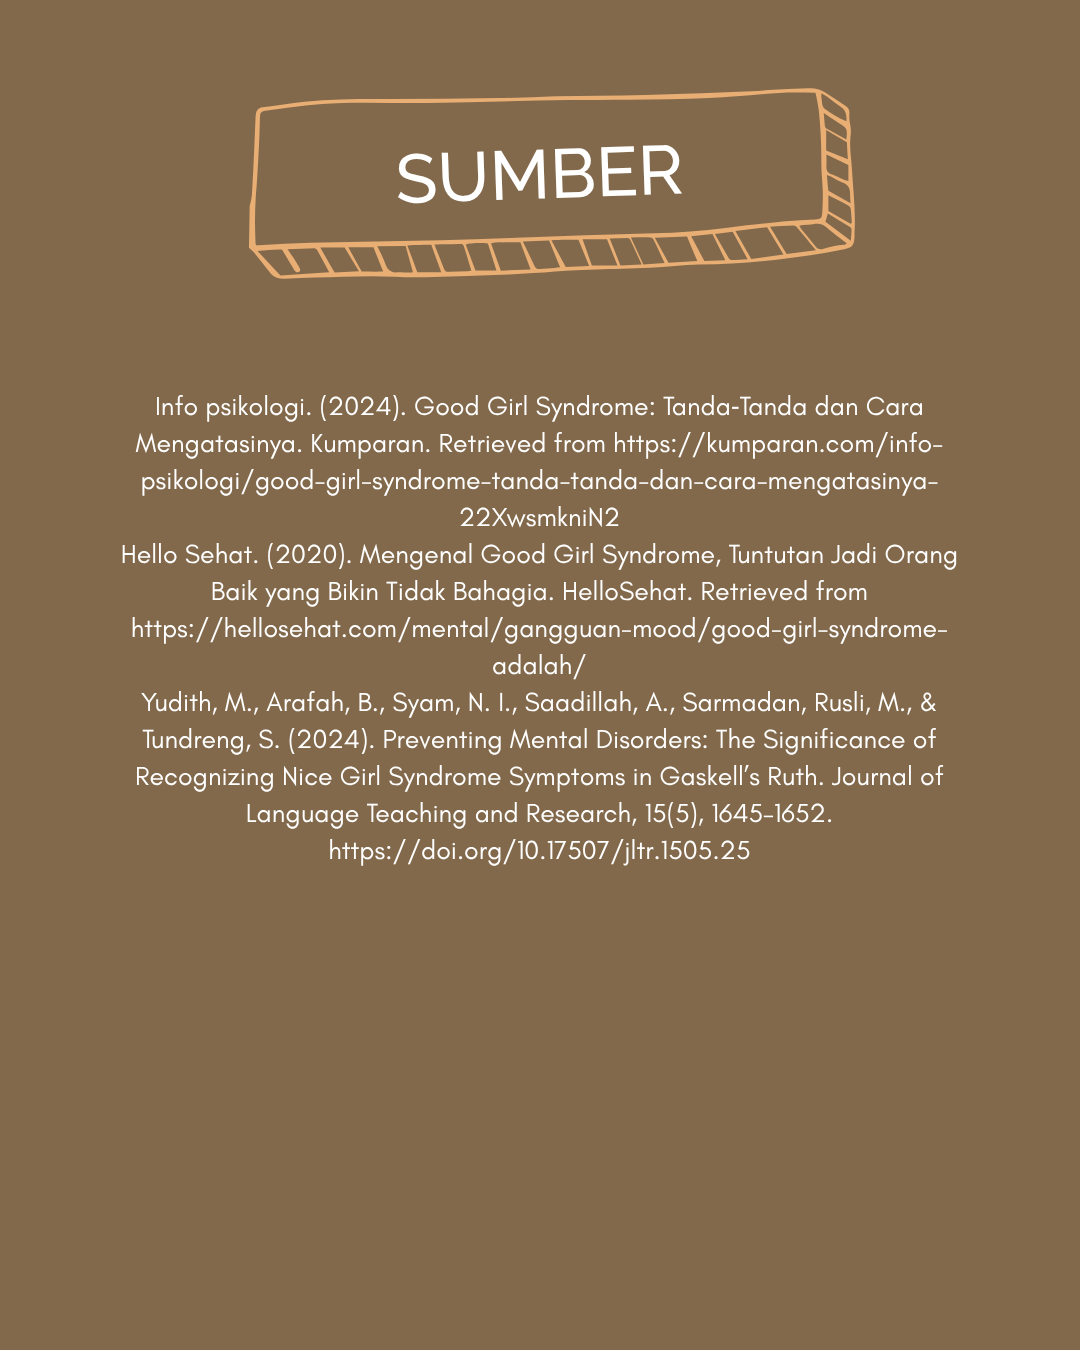 SUMBER
Info psikologi. (2024). Good Girl Syndrome: Tanda-Tanda dan Cara
Mengatasinya. Kumparan. Retrieved from https://kumparan.com/info-
psikologi/good-girl-syndrome-tanda-tanda-dan-cara-mengatasinya-
22XwsmkniN2
Hello Sehat. (2020). Mengenal Good Girl Syndrome, Tuntutan Jadi Orang
Baik yang Bikin Tidak Bahagia. HelloSehat. Retrieved from
https://hellosehat.com/mental/gangguan-mood/good-girl-syndrome-
adalah/
Yudith, M., Arafah, B., Syam, N. I., Saadillah, A., Sarmadan, Rusli, M., &
Tundreng, S. (2024). Preventing Mental Disorders: The Significance of
Recognizing Nice Girl Syndrome Symptoms in Gaskell’s Ruth. Journal of
Language Teaching and Research, 15(5), 1645-1652.
https://doi.org/10.17507/jltr.1505.25